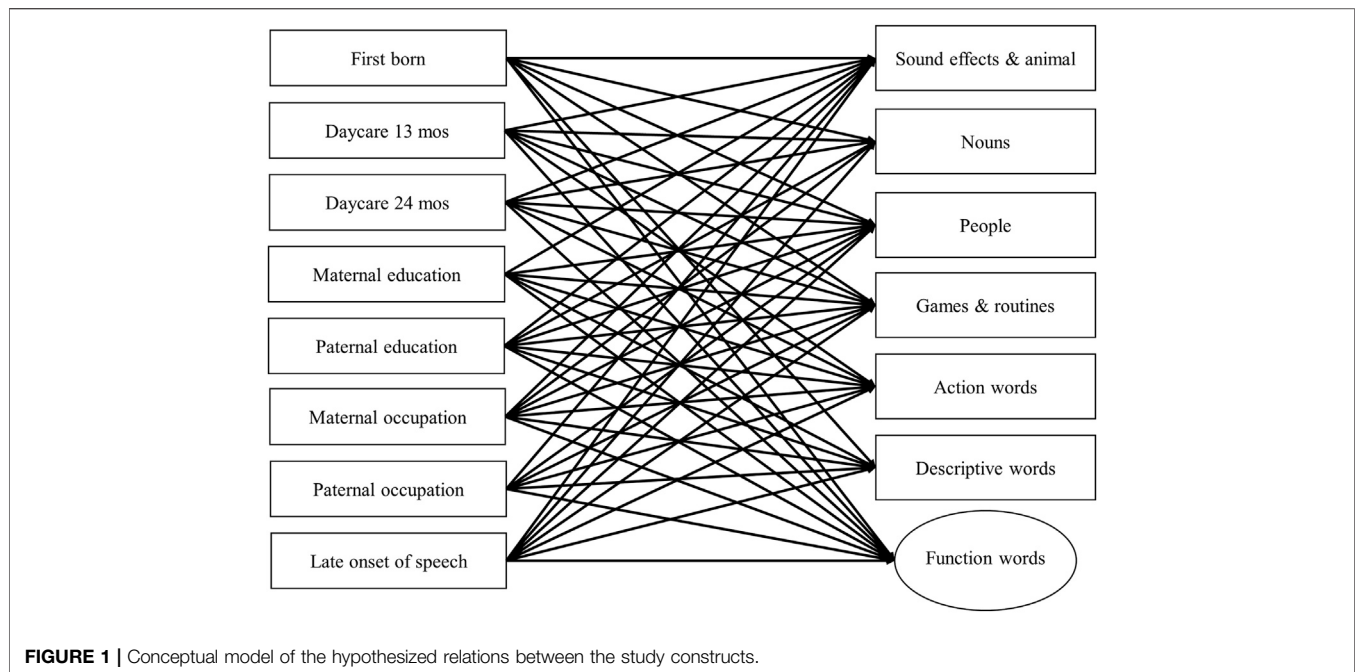 First born
Daycare 13 mos
Daycare 24 mos
Maternal education
Paternal education
Maternal occupation
Paternal occupation
Late onset of speech
Sound effects & animal
Nouns
People
Games & routines
Action words
Descriptive words
Function words
FIGURE 1 | Conceptual model of the hypothesized relations between the study constructs.